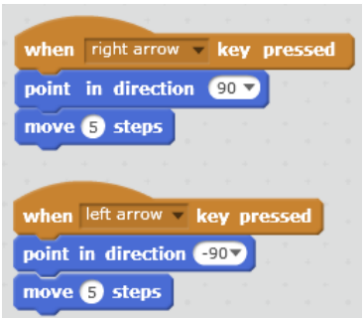 when right arrow key pressed
point in direction 90
move 5 steps
when left arrow key pressed
point in direction -90
move 5 steps